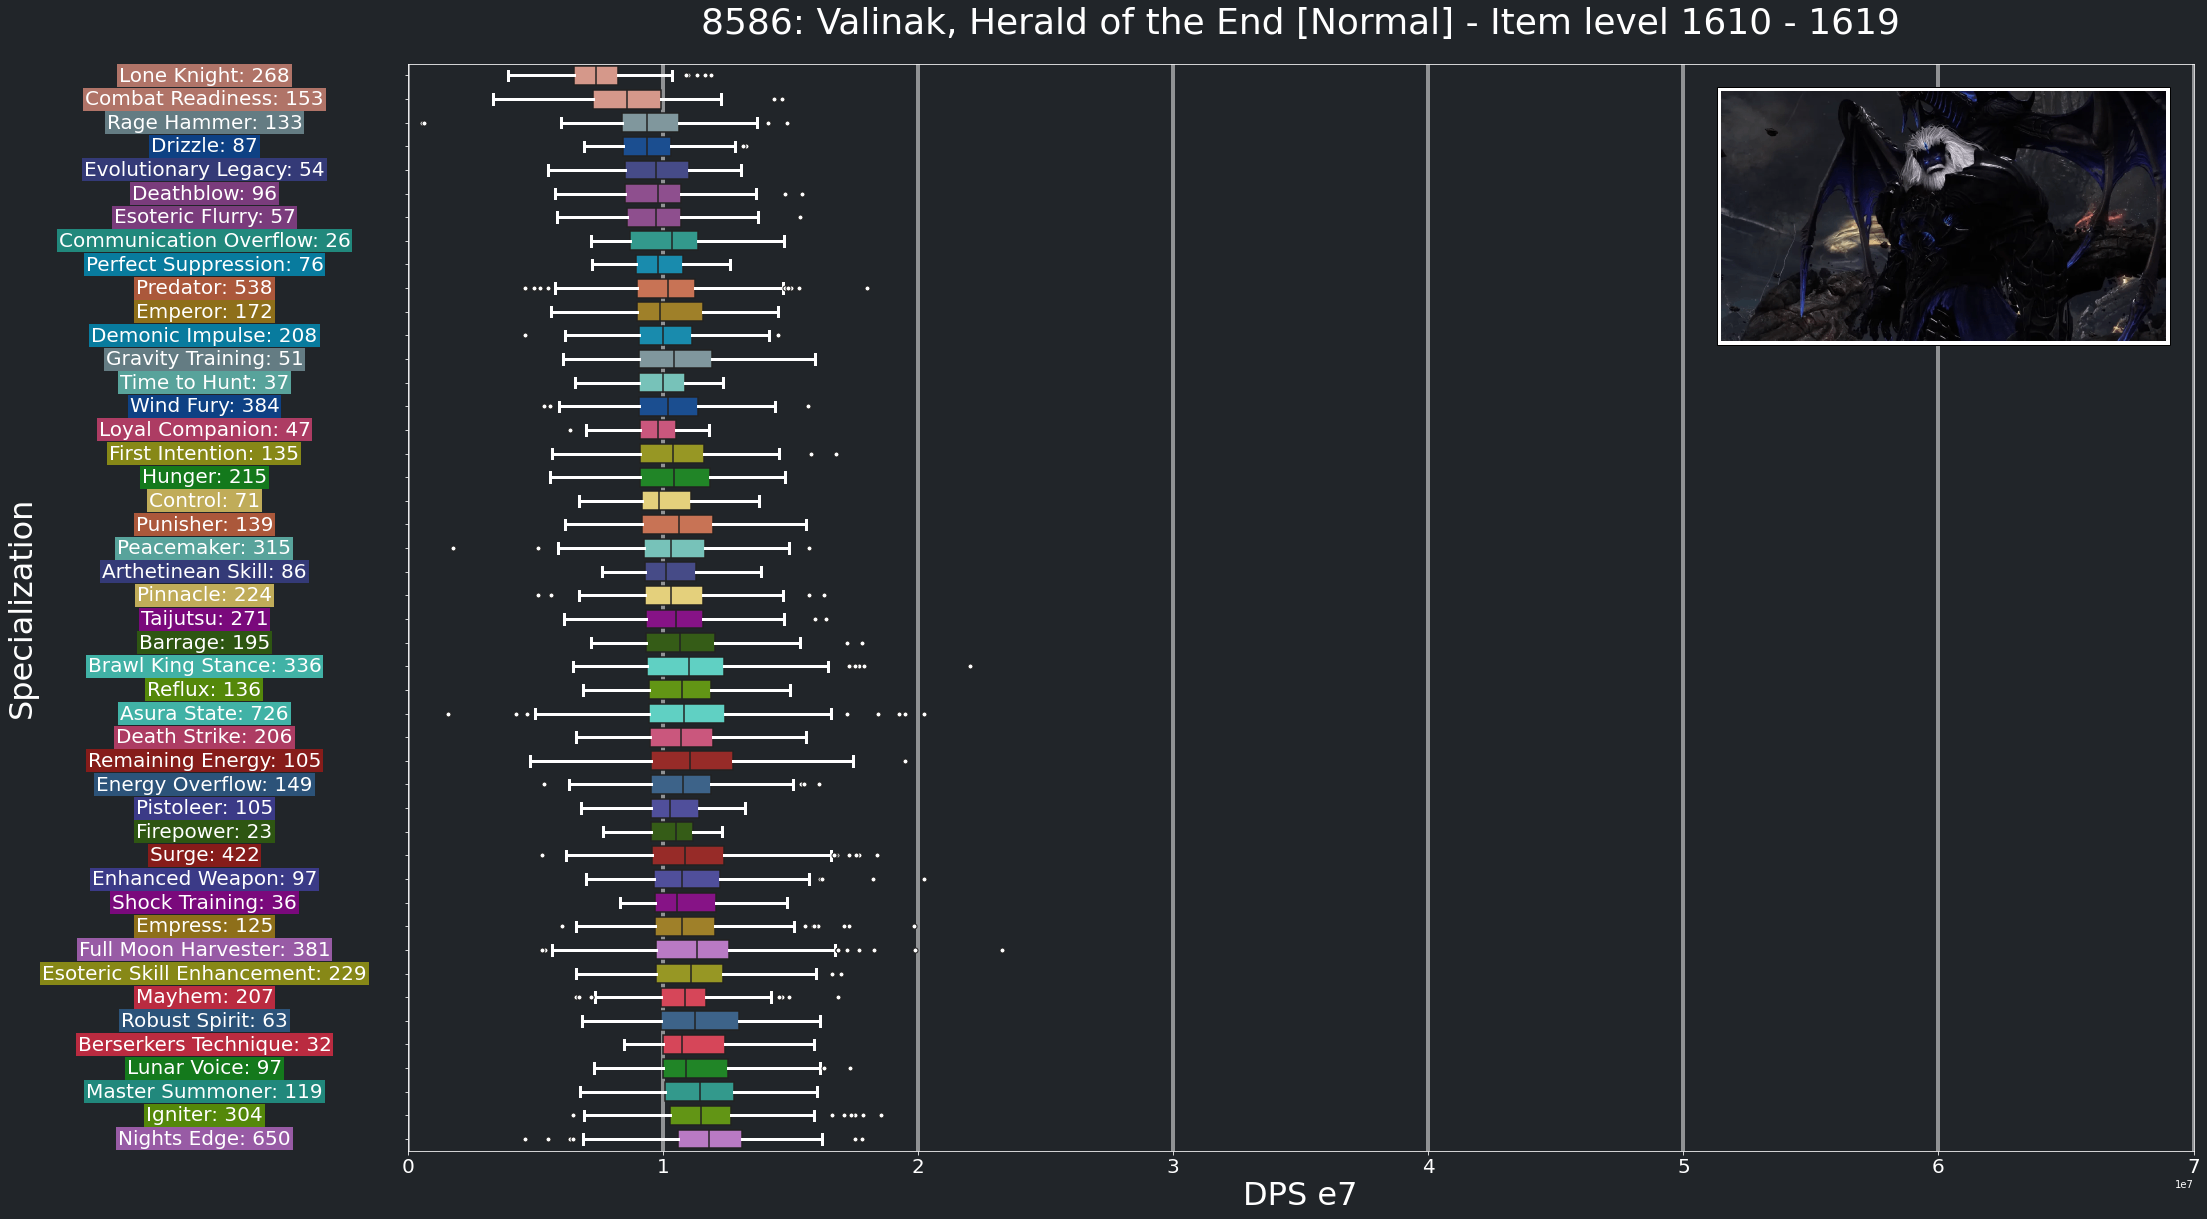 8586: Valinak, Herald of the End [Normal] - Item level 1610 - 1619
Lone Knight: 268
Combat Readiness: 153
Rage Hammer: 133
Drizzle: 87
Evolutionary Legacy: 54
Deathblow: 96
Esoteric Flurry: 57
Communication Overflow: 26
Perfect Suppression: 76
Predator: 538
Emperor: 172
Demonic Impulse: 208
Gravity Training: 51
Time to Hunt: 37
Wind Fury: 384
Loyal Companion: 47
First Intention: 135
Hunger: 215
Control: 71
Punisher: 139
Peacemaker: 315
Arthetinean Skill: 86
Pinnacle: 224
Taijutsu: 271
Barrage: 195
Brawl King Stance: 336
Reflux: 136
Asura State: 726
Death Strike: 206
Remaining Energy: 105
Energy Overflow: 149
Pistoleer: 105
Firepower: 23
Surge: 422
Enhanced Weapon: 97
Shock Training: 36
Empress: 125
Full Moon Harvester: 381
Esoteric Skill Enhancement: 229
Mayhem: 207
Robust Spirit: 63
Berserkers Technique: 32
Lunar Voice: 97
Master Summoner: 119
Igniter: 304
Nights Edge: 650
Specialization
0 1 2 3 4 5 6 7
1e7
DPS e7